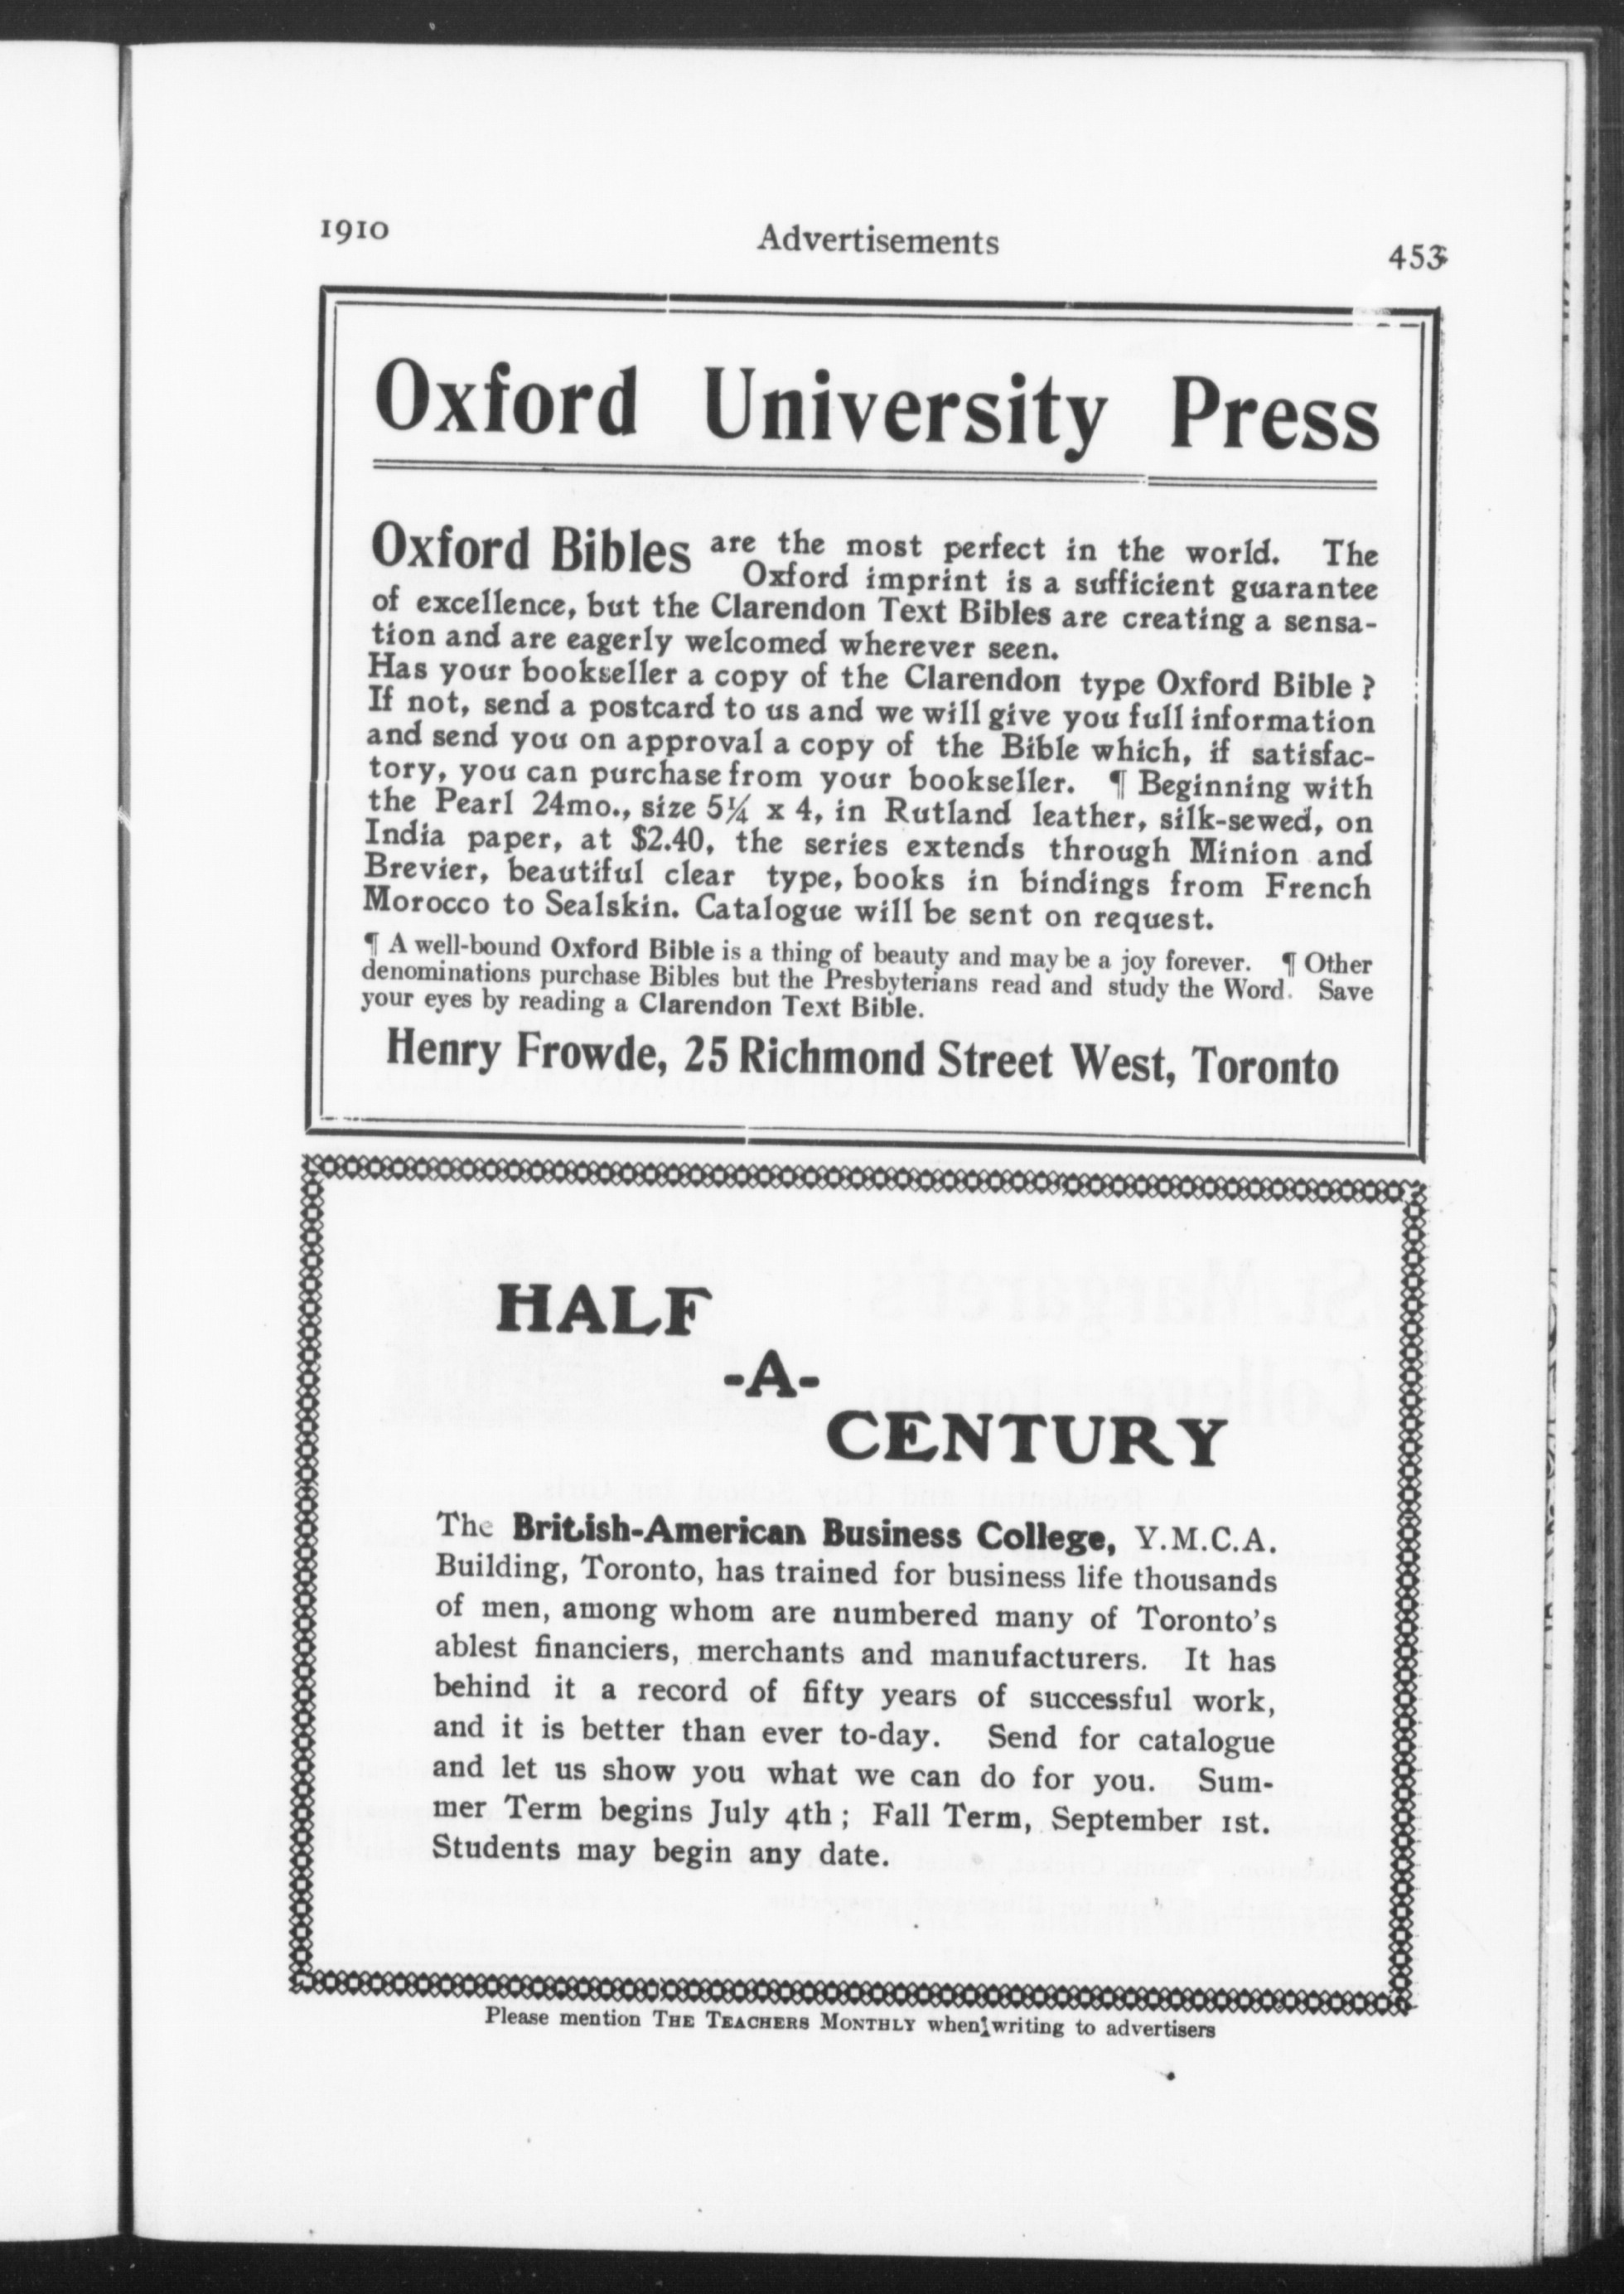 1910 Advertisements 453
Oxford University Press
Oxford Bibles are the most perfect in the world. The
Oxford imprint is a sufficient guarantee
of excellence, but the Clarendon Text Bibles are creating a sensa-
tion and are eagerly welcomed wherever seen.
Has your bookseller a copy of the Clarendon type Oxford Bible ?
If not, send a postcard to us and we will give you full information
and send you on approval a copy of the Bible which, if satisfac-
tory, you can purchase from your bookseller. ¶ Beginning with
the Pearl 24mo., size 5¼ x 4, in Rutland leather, silk-sewed, on
India paper, at $2.40, the series extends through Minion and
Brevier, beautiful clear type, books in bindings from French
Morocco to Sealskin. Catalogue will be sent on request.
¶ A well-bound Oxford Bible is a thing of beauty and may be a joy forever. ¶ Other
denominations purchase Bibles but the Presbyterians read and study the Word. Save
your eyes by reading a Clarendon Text Bible.
Henry Frowde, 25 Richmond Street West, Toronto
HALF
-A-
CENTURY
The British-American Business College, Y.M.C.A.
Building, Toronto, has trained for business life thousands
of men, among whom are numbered many of Toronto's
ablest financiers, merchants and manufacturers. It has
behind it a record of fifty years of successful work,
and it is better than ever to-day. Send for catalogue
and let us show you what we can do for you. Sum-
mer Term begins July 4th ; Fall Term, September 1st.
Students may begin any date.
Please mention THE TEACHERS MONTHLY when writing to advertisers